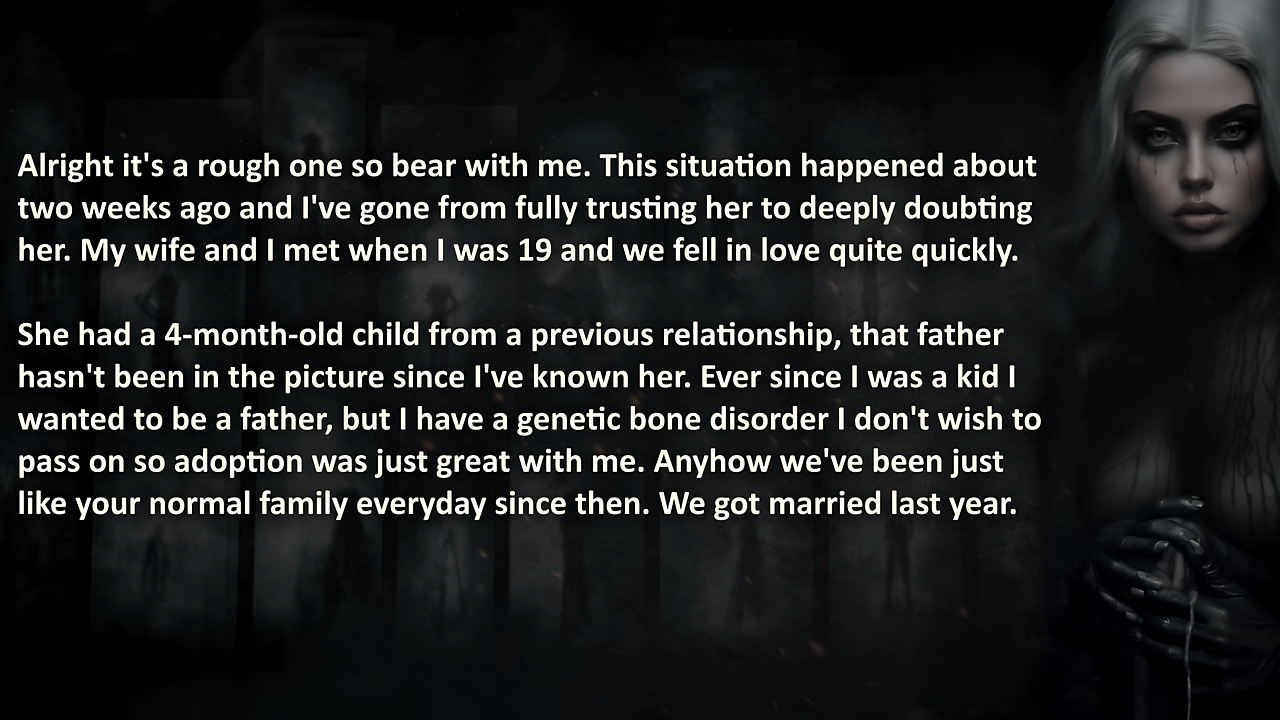 Alright it's a rough one so bear with me. This situation happened about
two weeks ago and I've gone from fully trusting her to deeply doubting
her. My wife and I met when I was 19 and we fell in love quite quickly.
She had a 4-month-old child from a previous relationship, that father
hasn't been in the picture since I've known her. Ever since I was a kid I
wanted to be a father, but I have a genetic bone disorder I don't wish to
pass on so adoption was just great with me. Anyhow we've been just
like your normal family everyday since then. We got married last year.